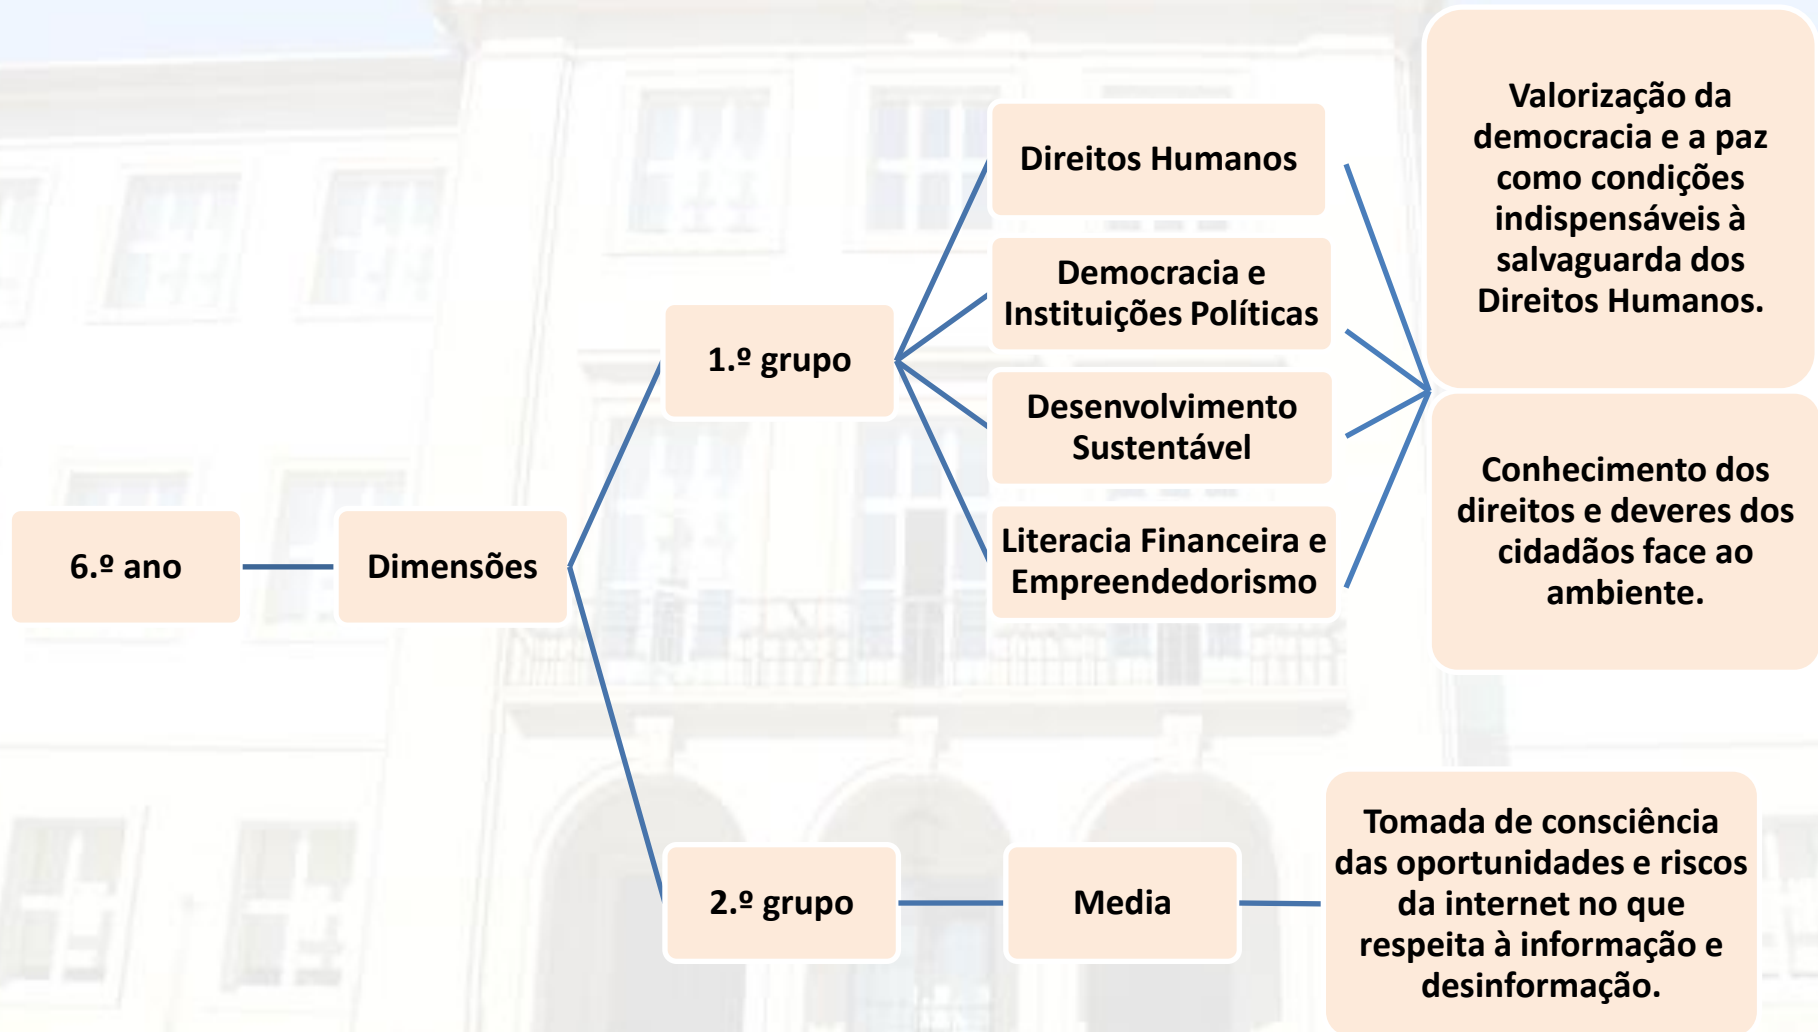 6.º ano
Dimensões
1.º grupo
Direitos Humanos
Democracia e
Instituições Políticas
Desenvolvimento
Sustentável
Literacia Financeira e
Empreendedorismo
Valorização da
democracia e a paz
como condições
indispensáveis à
salvaguarda dos
Direitos Humanos.
Conhecimento dos
direitos e deveres dos
cidadãos face ao
ambiente.
2.º grupo
Media
Tomada de consciência
das oportunidades e riscos
da internet no que
respeita à informação e
desinformação.